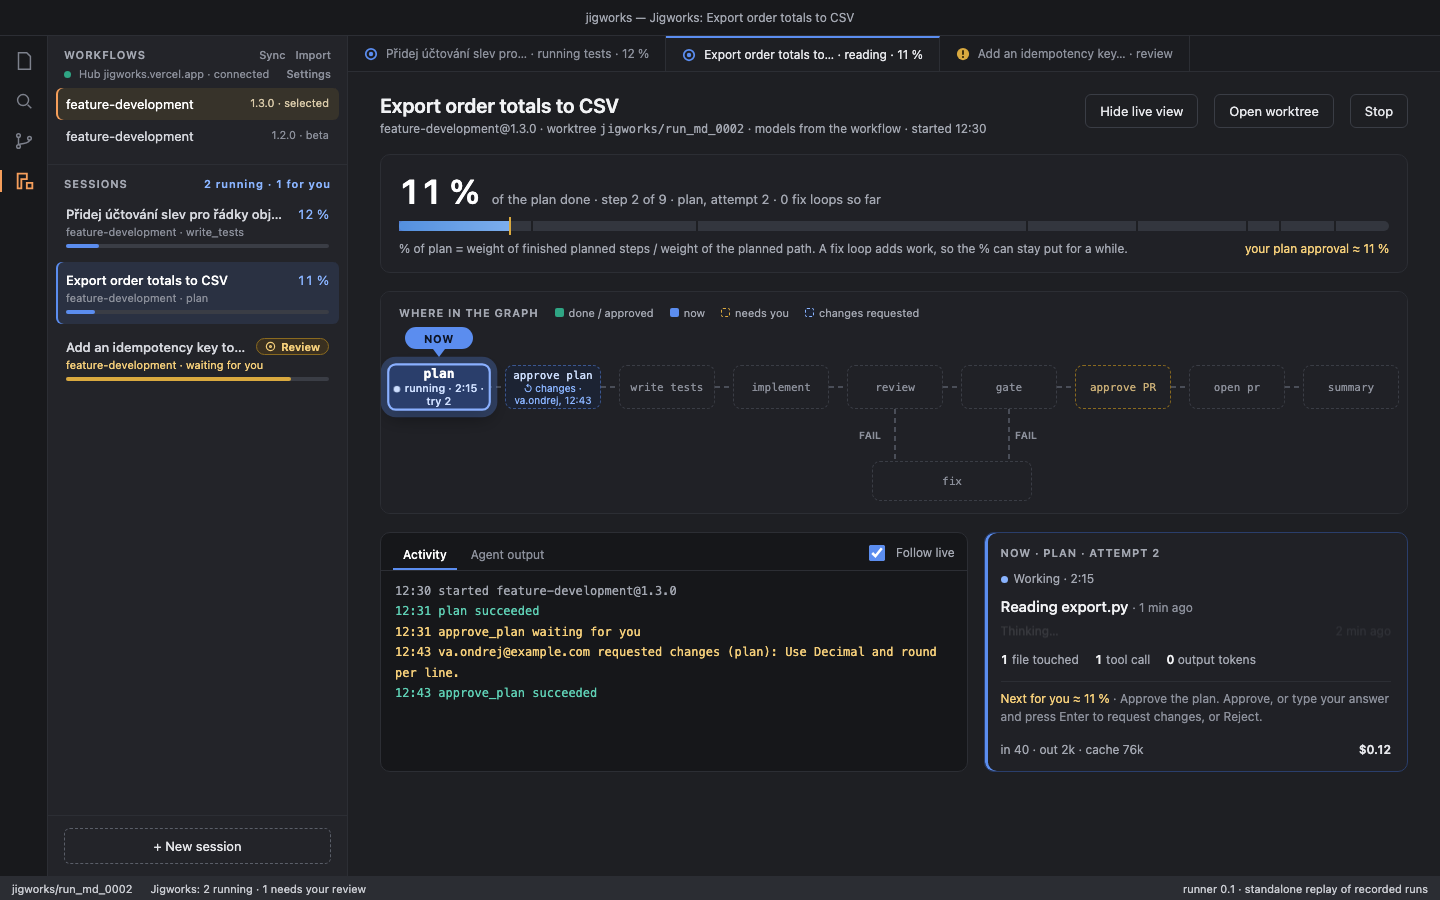 jigworks — Jigworks: Export order totals to CSV
WORKFLOWS
Sync Import
Hub jigworks.vercel.app · connected
Settings
feature-development 1.3.0 · selected
feature-development 1.2.0 · beta
SESSIONS
2 running · 1 for you
Přidej účtování slev pro řádky obj... 12 %
feature-development · write_tests
Export order totals to CSV 11 %
feature-development · plan
Add an idempotency key to... Review
feature-development · waiting for you
+ New session
Přidej účtování slev pro... · running tests · 12 %
Export order totals to... · reading · 11 %
Add an idempotency key... · review
Export order totals to CSV
feature-development@1.3.0 · worktree jigworks/run_md_0002 · models from the workflow · started 12:30
Hide live view
Open worktree
Stop
11 % of the plan done · step 2 of 9 · plan, attempt 2 · 0 fix loops so far
% of plan = weight of finished planned steps / weight of the planned path. A fix loop adds work, so the % can stay put for a while.
your plan approval ≈ 11 %
WHERE IN THE GRAPH
done / approved
now
needs you
changes requested
NOW
plan
running · 2:15 ·
try 2
approve plan
↻ changes ·
va.ondrej, 12:43
write tests
implement
review
gate
approve PR
open pr
summary
FAIL
FAIL
fix
Activity
Agent output
Follow live
12:30 started feature-development@1.3.0
12:31 plan succeeded
12:31 approve_plan waiting for you
12:43 va.ondrej@example.com requested changes (plan): Use Decimal and round
per line.
12:43 approve_plan succeeded
NOW · PLAN · ATTEMPT 2
Working · 2:15
Reading export.py · 1 min ago
Thinking... 2 min ago
1 file touched 1 tool call 0 output tokens
Next for you ≈ 11 % · Approve the plan. Approve, or type your answer
and press Enter to request changes, or Reject.
in 40 · out 2k · cache 76k $0.12
jigworks/run_md_0002
Jigworks: 2 running · 1 needs your review
runner 0.1 · standalone replay of recorded runs